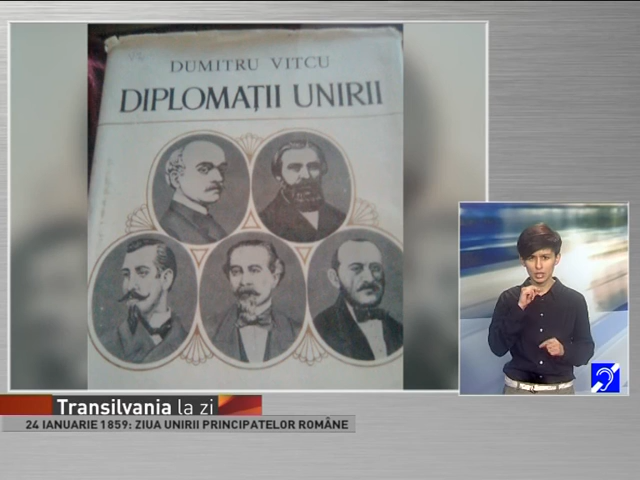 DUMITRU VITCU
DIPLOMAȚII UNIRII
Transilvania la zi
24 IANUARIE 1859: ZIUA UNIRII PRINCIPATELOR ROMÂNE